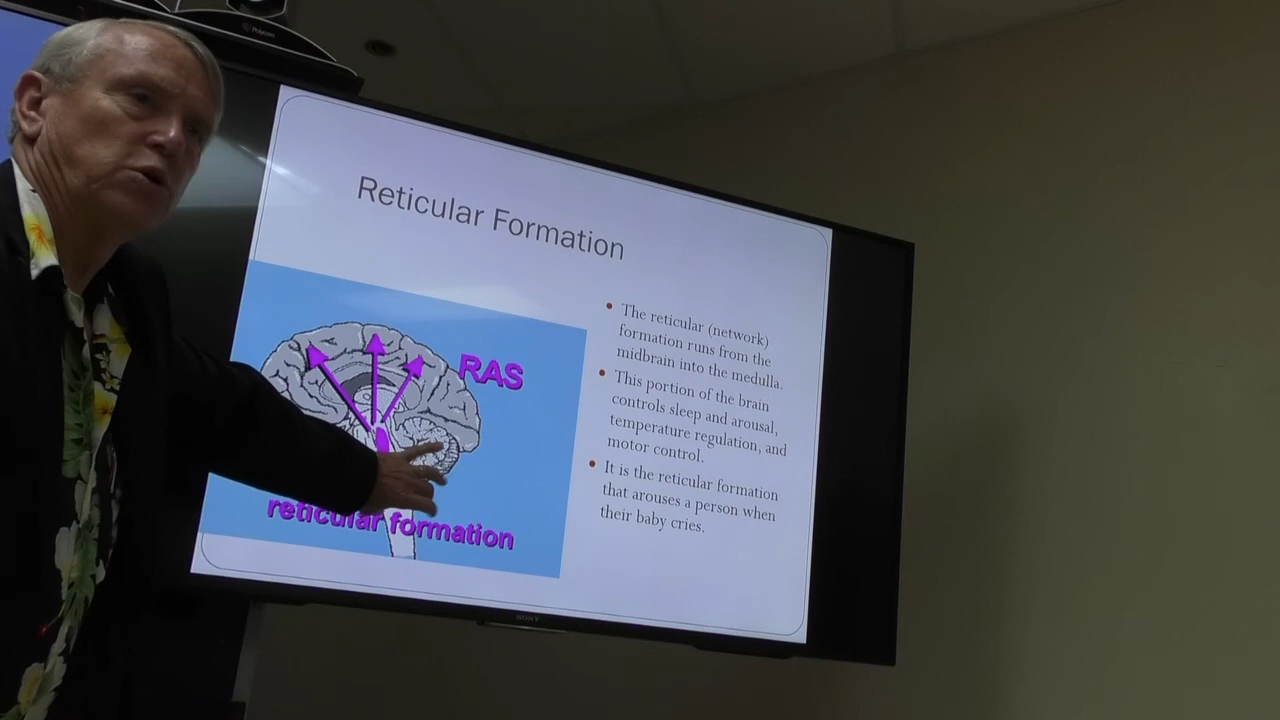 Polycom
Reticular Formation
RAS
reticular formation
• The reticular (network)
formation runs from the
midbrain into the medulla.
• This portion of the brain
controls sleep and arousal,
temperature regulation, and
motor control.
• It is the reticular formation
that arouses a person when
their baby cries.
SONY